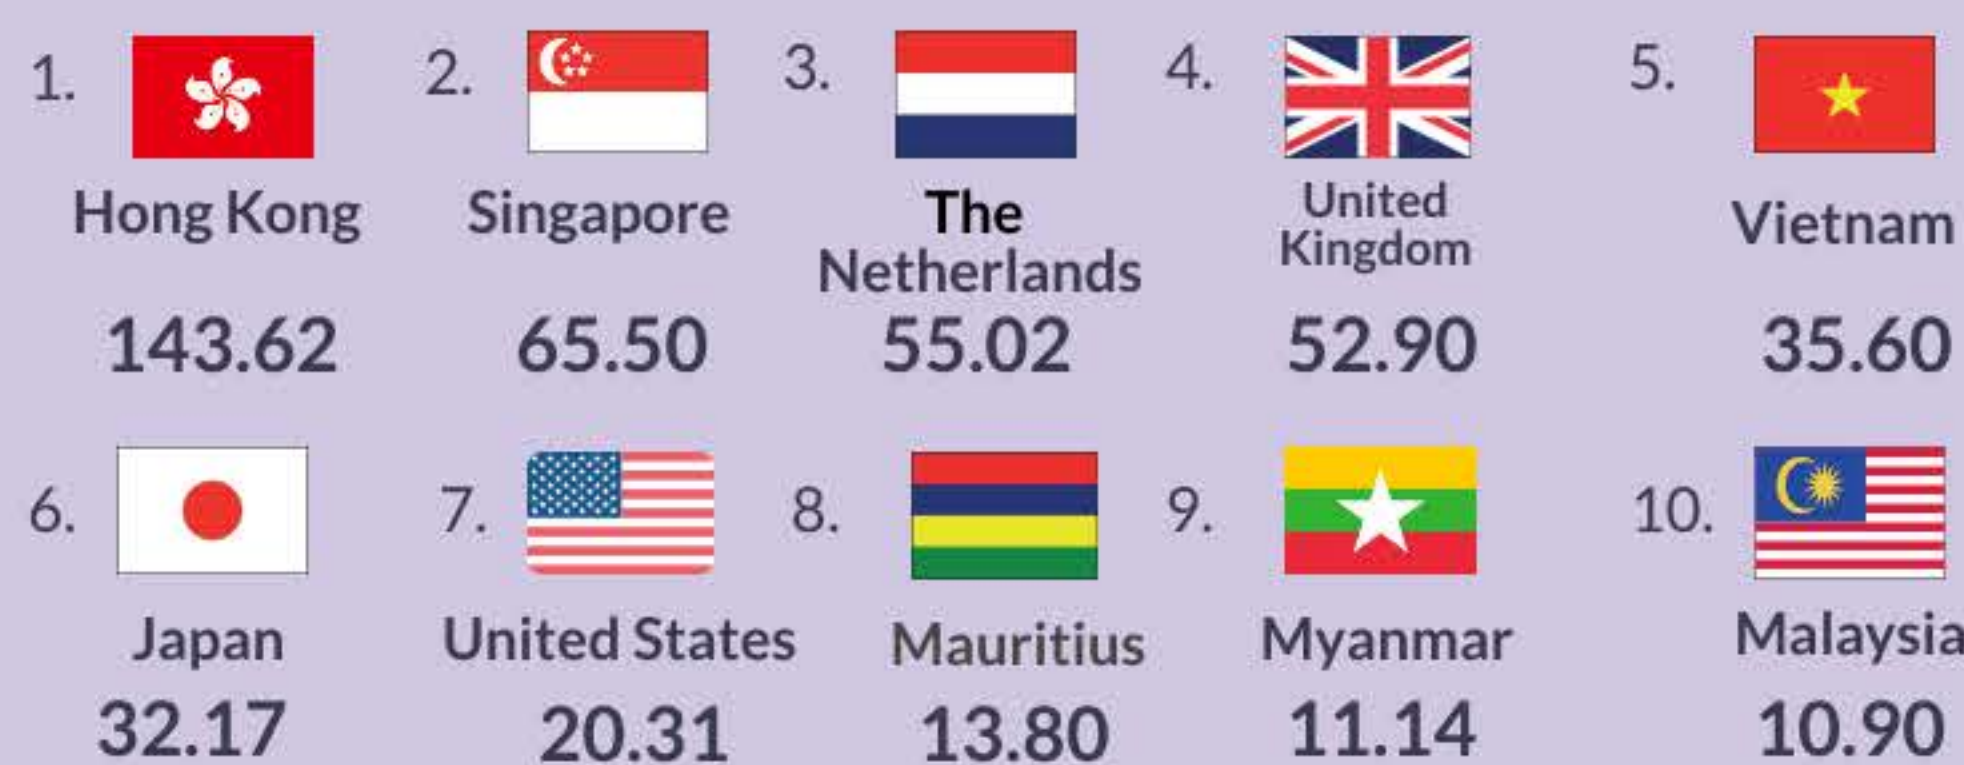 1.
Hong Kong
143.62
2.
Singapore
65.50
3.
The
Netherlands
55.02
4.
United
Kingdom
52.90
5.
Vietnam
35.60
6.
Japan
32.17
7.
United States
20.31
8.
Mauritius
13.80
9.
Myanmar
11.14
10.
Malaysia
10.90